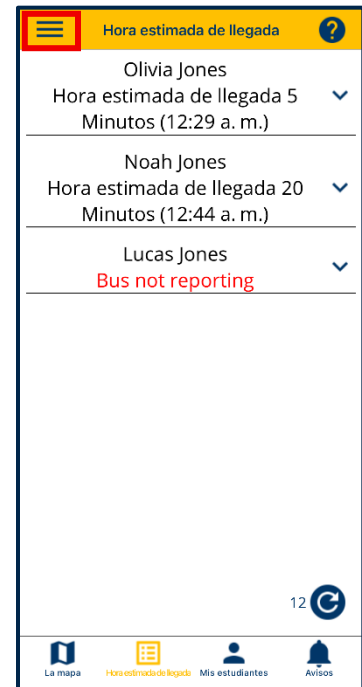 Hora estimada de llegada ?
Olivia Jones
Hora estimada de llegada 5
Minutos (12:29 a. m.)
Noah Jones
Hora estimada de llegada 20
Minutos (12:44 a. m.)
Lucas Jones
Bus not reporting
12
La mapa Hora estimada de llegada Mis estudiantes Avisos